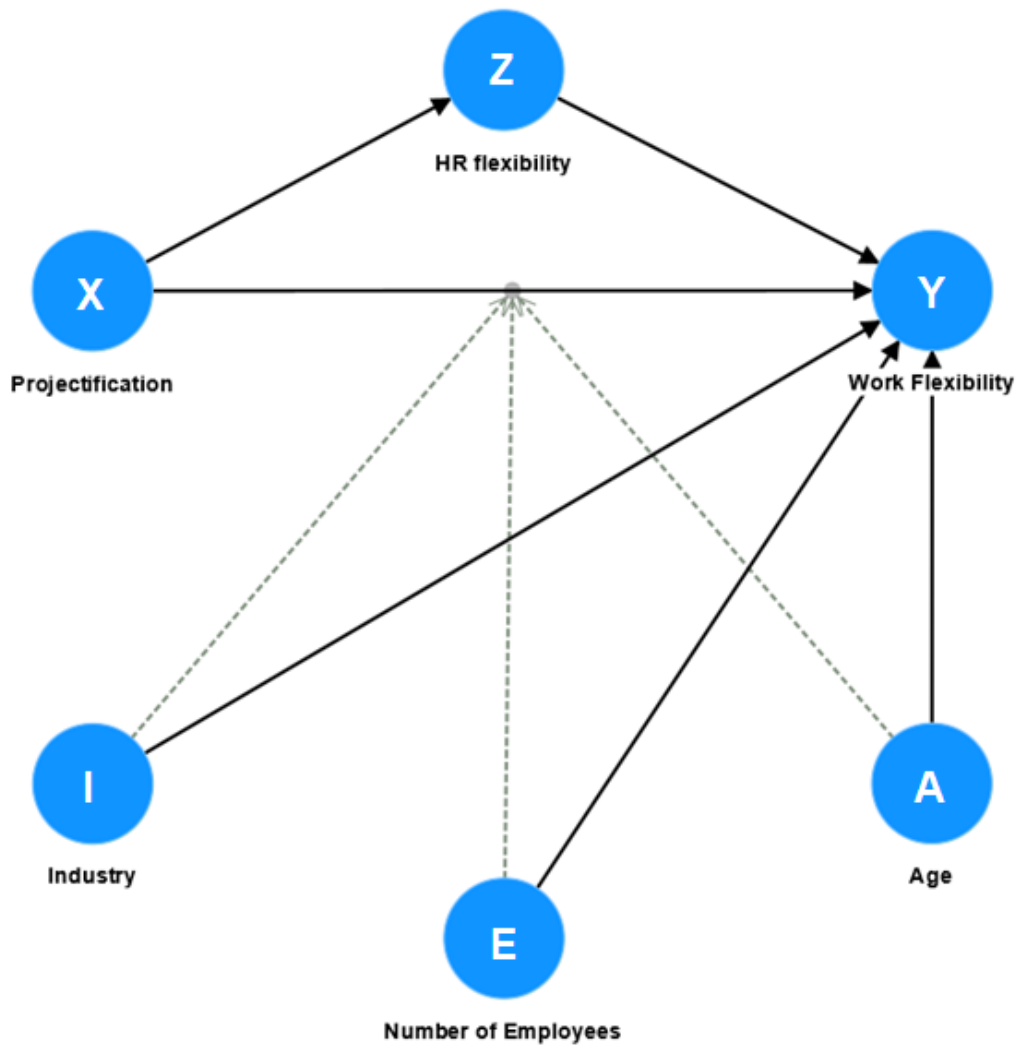 Z
HR flexibility
X
Y
Projectification
Work Flexibility
I
A
Industry
Age
E
Number of Employees